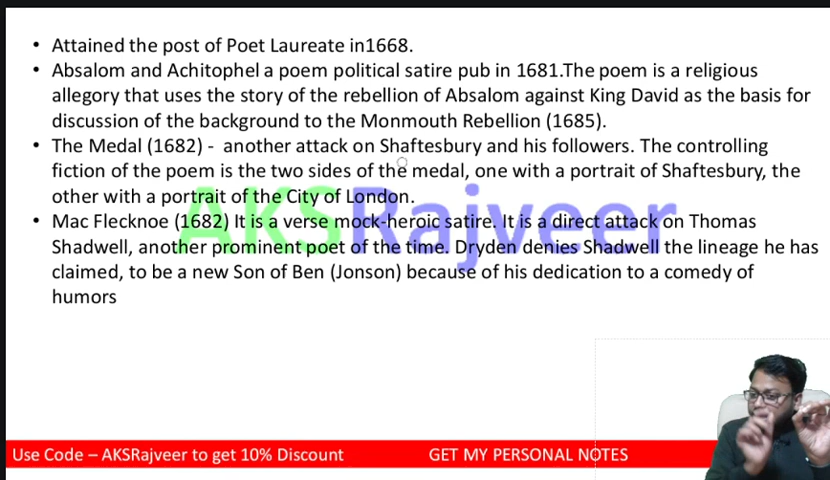 • Attained the post of Poet Laureate in1668.
• Absalom and Achitophel a poem political satire pub in 1681.The poem is a religious
allegory that uses the story of the rebellion of Absalom against King David as the basis for
discussion of the background to the Monmouth Rebellion (1685).
• The Medal (1682) - another attack on Shaftesbury and his followers. The controlling
fiction of the poem is the two sides of the medal, one with a portrait of Shaftesbury, the
other with a portrait of the City of London.
• Mac Flecknoe (1682) It is a verse mock-heroic satire. It is a direct attack on Thomas
Shadwell, another prominent poet of the time. Dryden denies Shadwell the lineage he has
claimed, to be a new Son of Ben (Jonson) because of his dedication to a comedy of
humors
AKSRajveer
Use Code – AKSRajveer to get 10% Discount GET MY PERSONAL NOTES